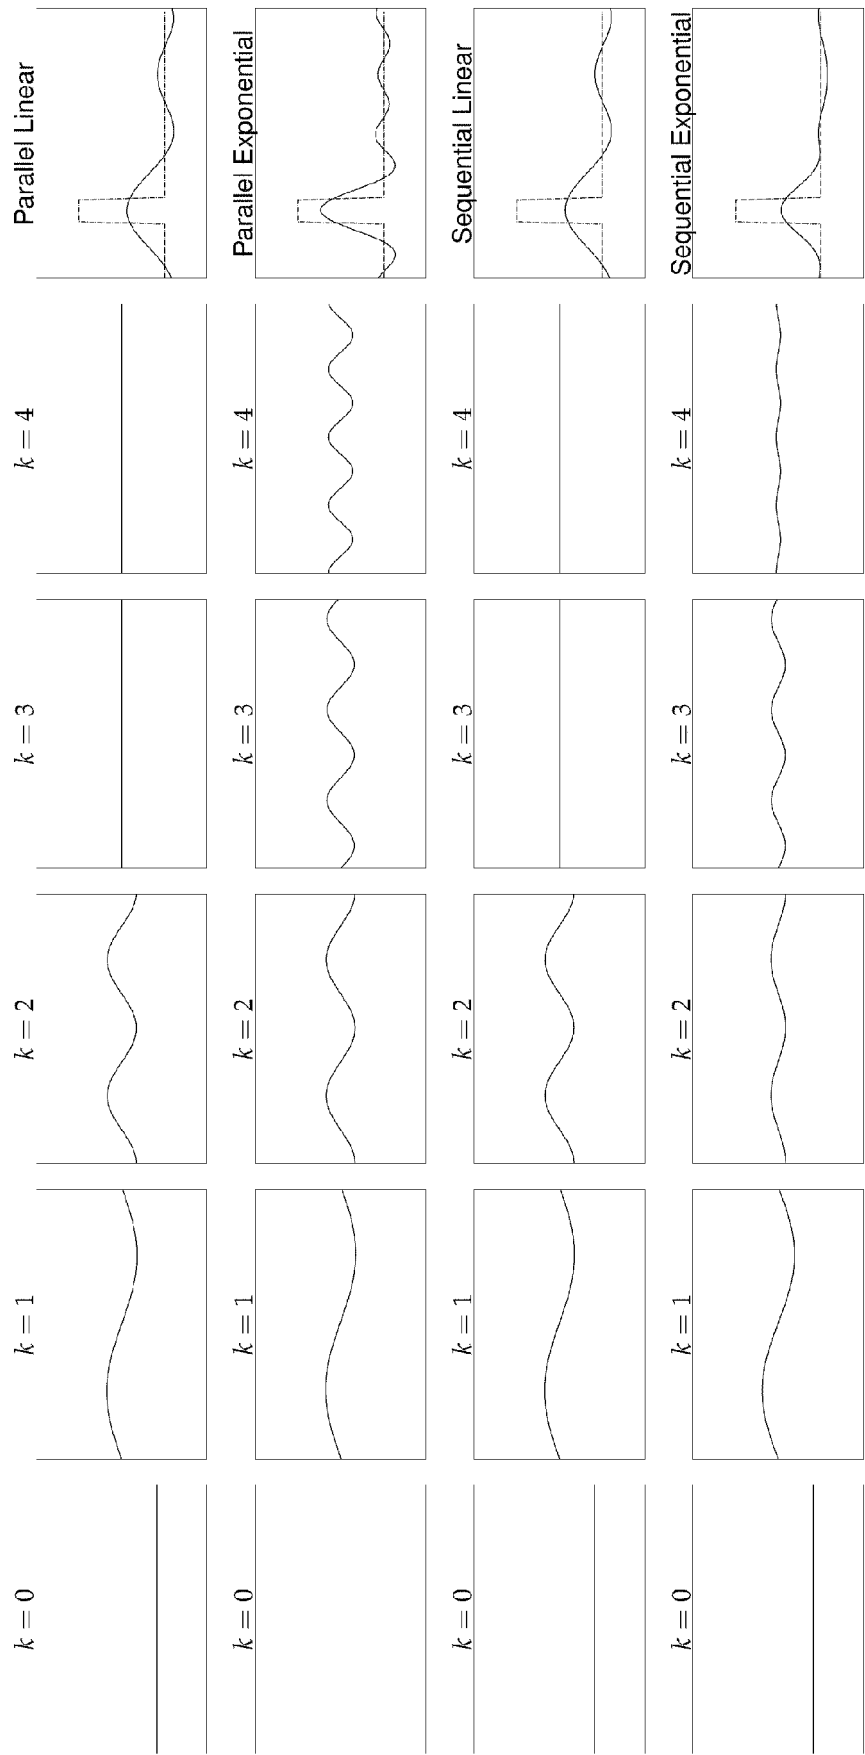 Parallel Linear
k = 4
k = 3
k = 2
k = 1
k = 0
Parallel Exponential
k = 4
k = 3
k = 2
k = 1
k = 0
Sequential Linear
k = 4
k = 3
k = 2
k = 1
k = 0
Sequential Exponential
k = 4
k = 3
k = 2
k = 1
k = 0